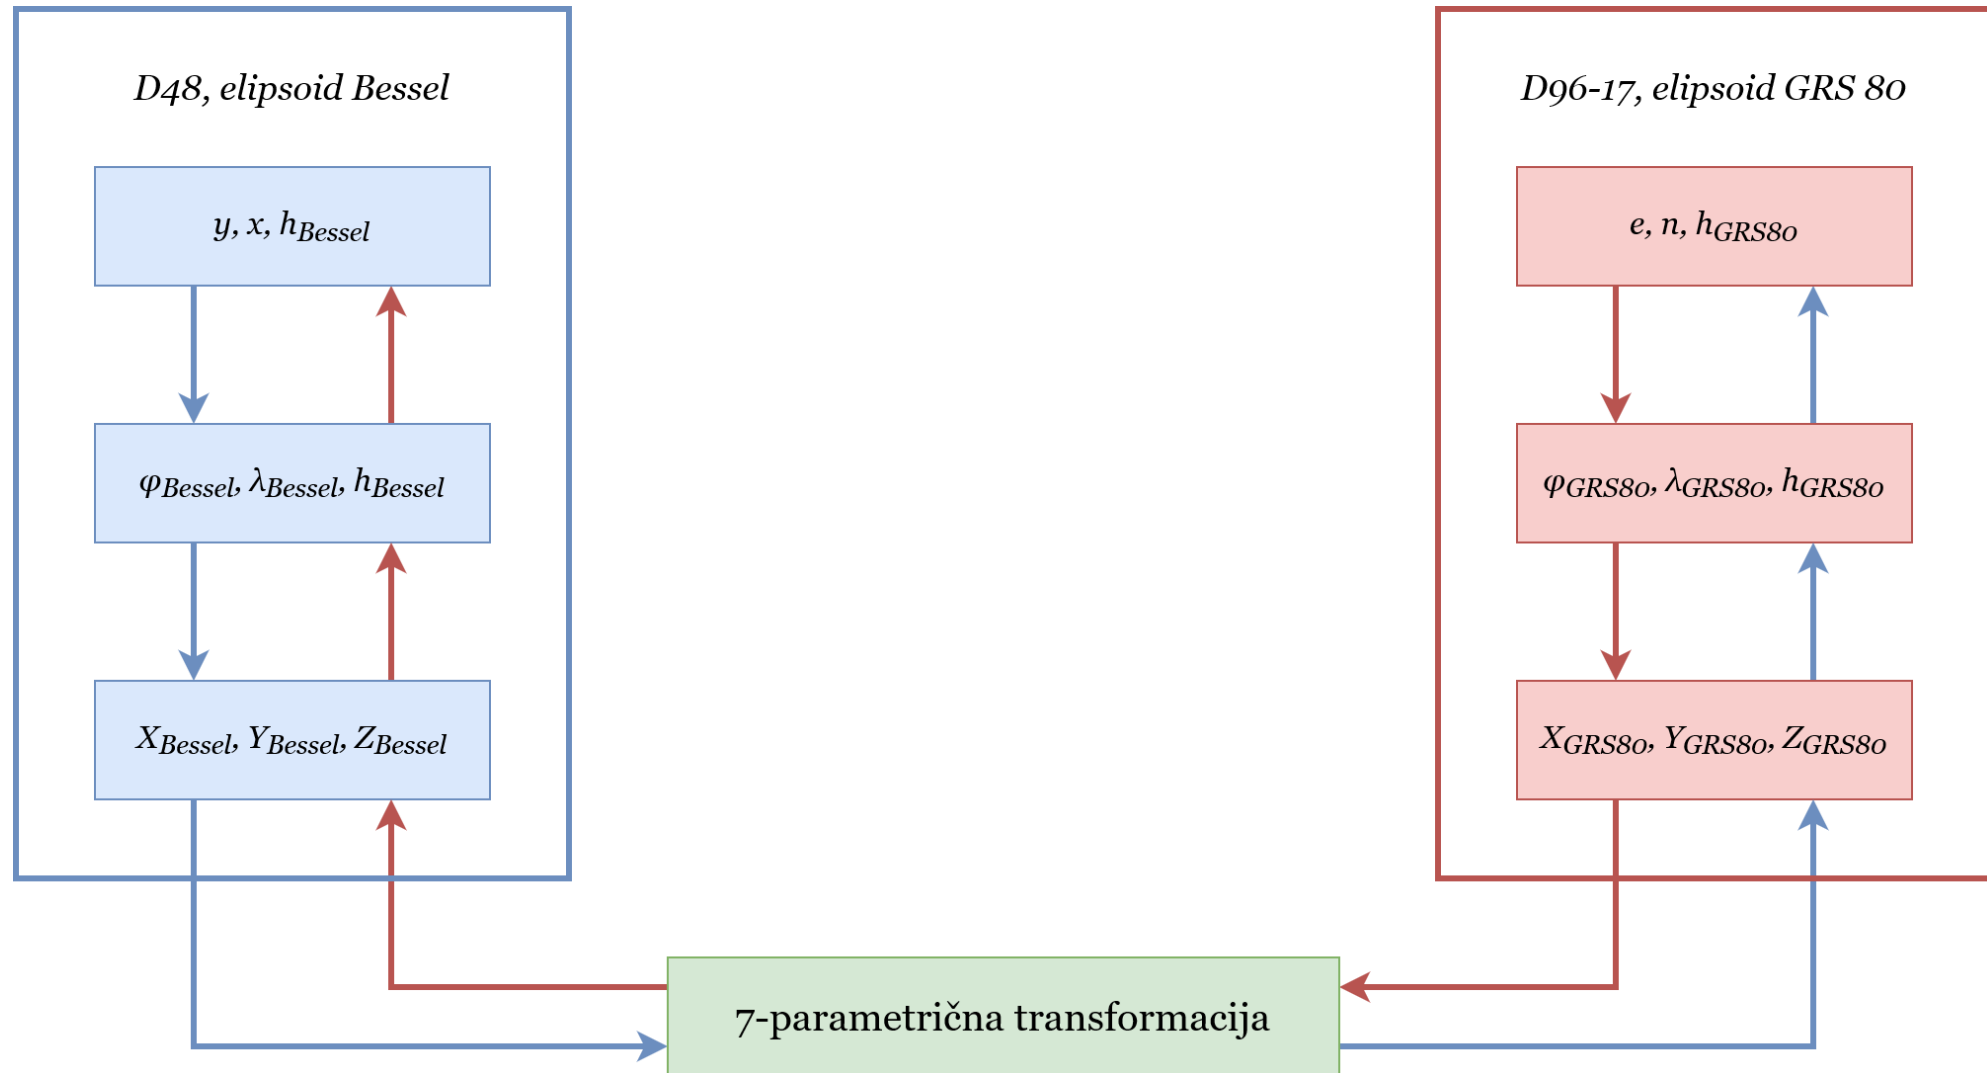 D48, elipsoid Bessel
y, x, hBessel
φBessel, λBessel, hBessel
XBessel, YBessel, ZBessel
D96-17, elipsoid GRS 80
e, n, hGRS80
φGRS80, λGRS80, hGRS80
XGRS80, YGRS80, ZGRS80
7-parametrična transformacija